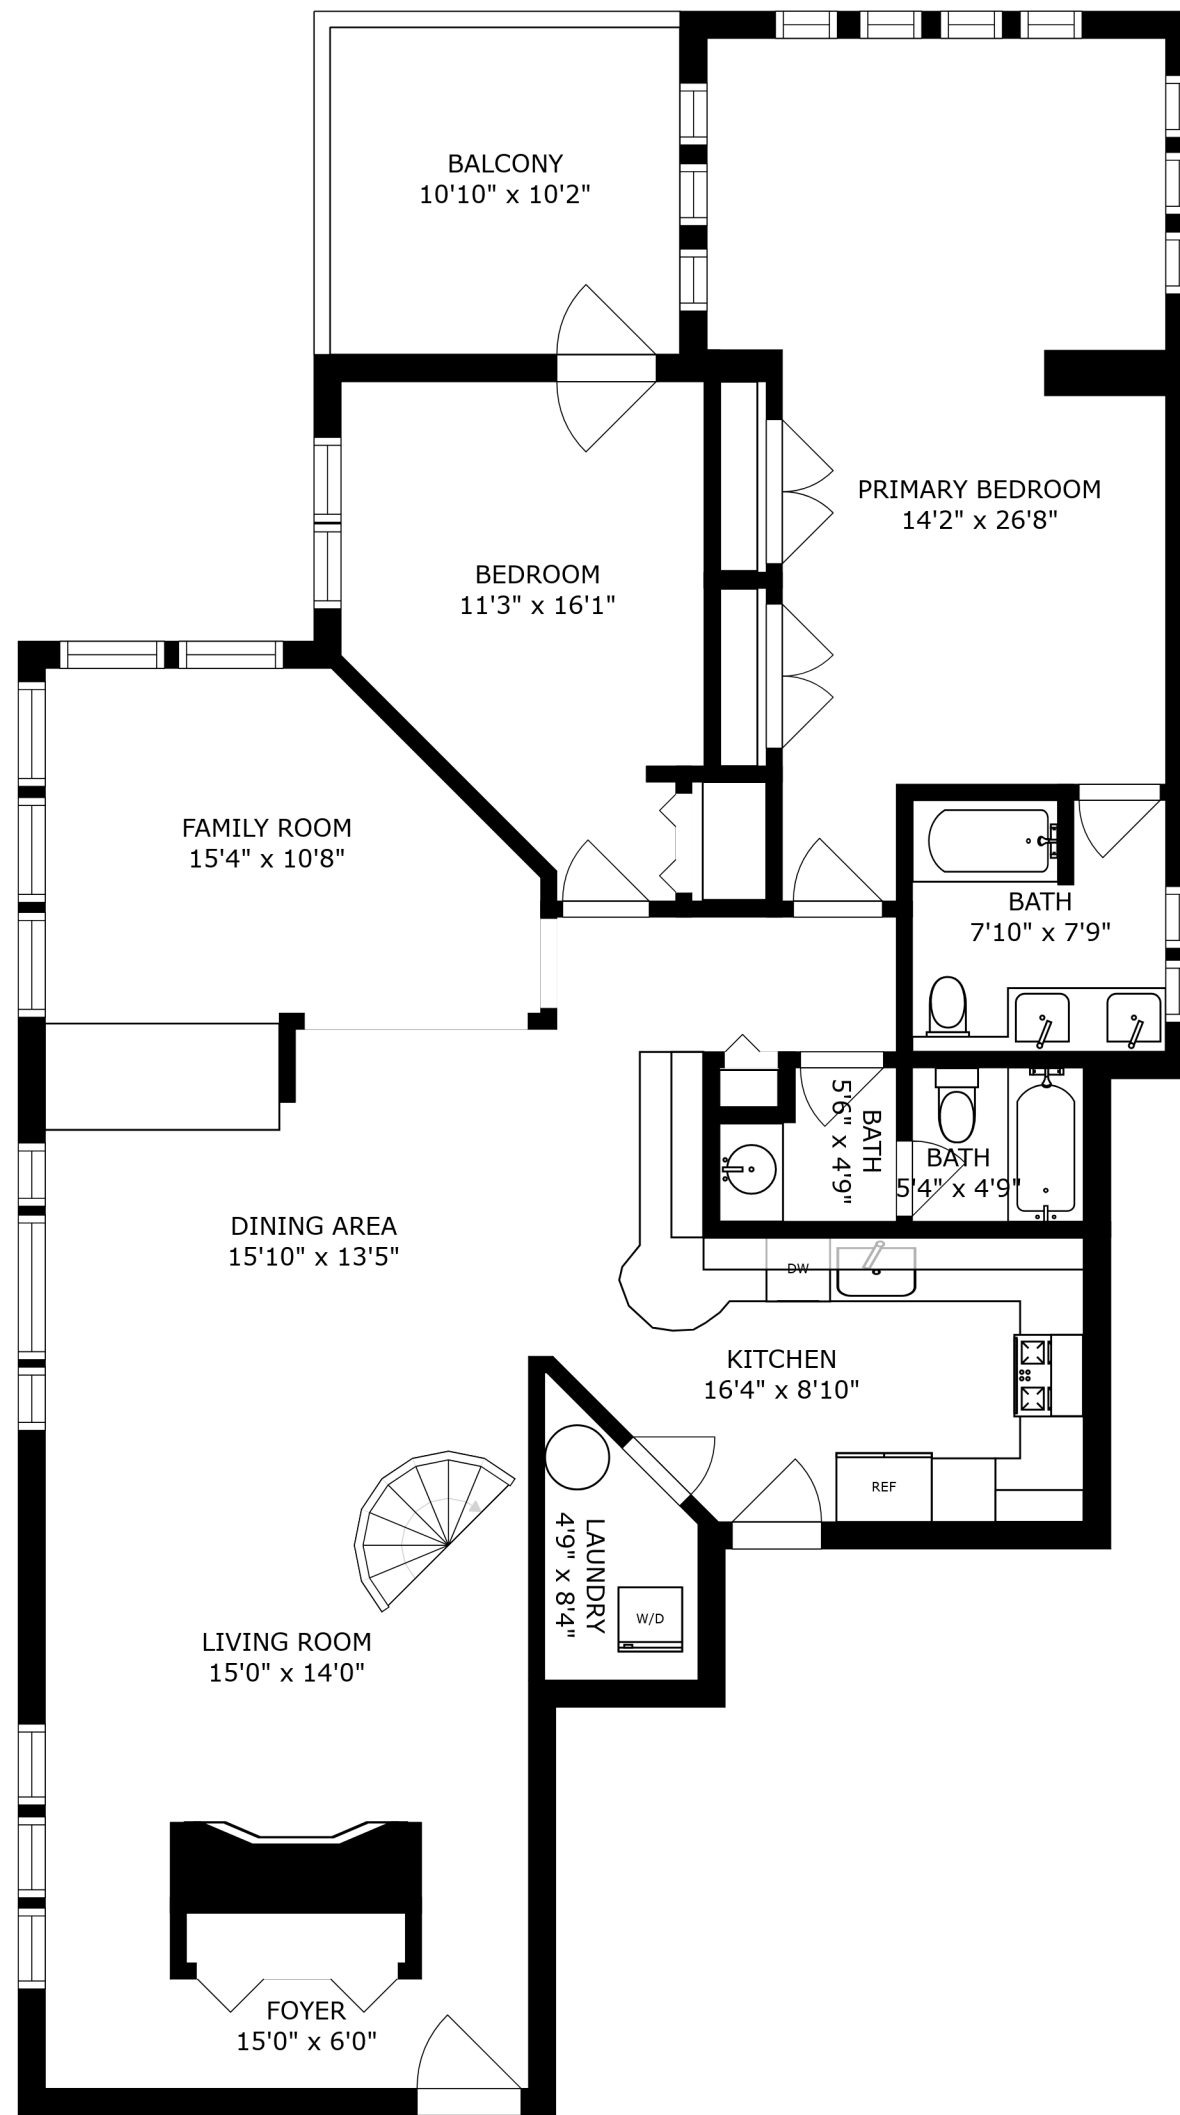 BALCONY
10'10" x 10'2"
PRIMARY BEDROOM
14'2" x 26'8"
BEDROOM
11'3" x 16'1"
FAMILY ROOM
15'4" x 10'8"
BATH
7'10" x 7'9"
BATH
5'6" x 4'9"
BATH
5'4" x 4'9"
DINING AREA
15'10" x 13'5"
DW
KITCHEN
16'4" x 8'10"
REF
LAUNDRY
4'9" x 8'4"
W/D
LIVING ROOM
15'0" x 14'0"
FOYER
15'0" x 6'0"